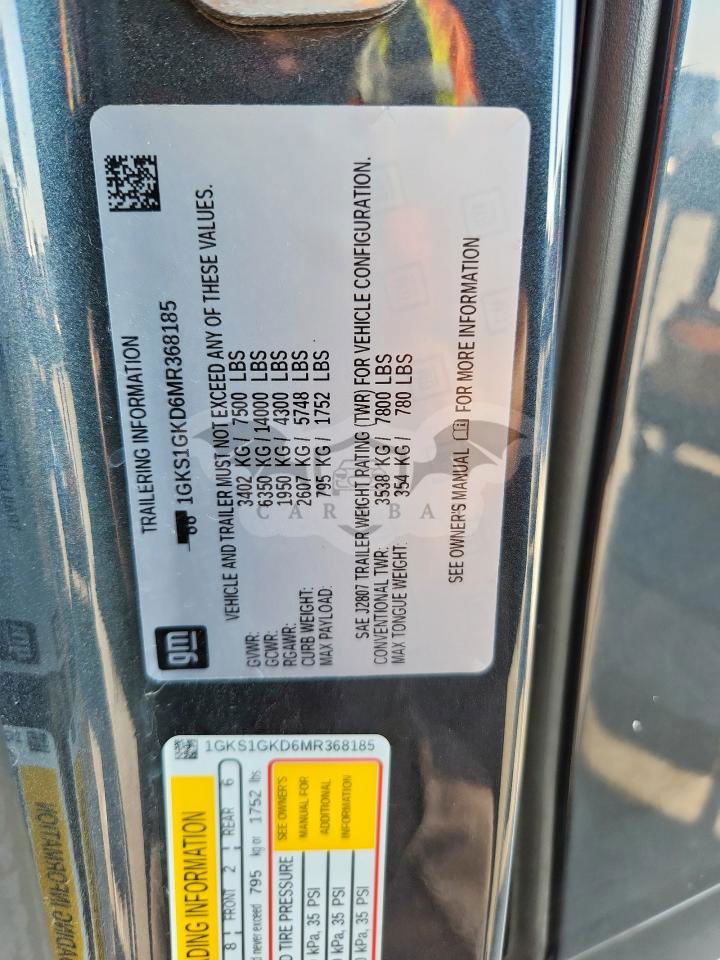 TRAILERING INFORMATION
1GKS1GKD6MR368185
gm
VEHICLE AND TRAILER MUST NOT EXCEED ANY OF THESE VALUES.
GVWR: 3402 KG / 7500 LBS
GCWR: 6350 KG / 14000 LBS
RGAWR: 1950 KG / 4300 LBS
CURB WEIGHT: 2607 KG / 5748 LBS
MAX PAYLOAD: 795 KG / 1752 LBS
SAE J2807 TRAILER WEIGHT RATING (TWR) FOR VEHICLE CONFIGURATION.
CONVENTIONAL TWR: 3538 KG / 7800 LBS
MAX TONGUE WEIGHT: 354 KG / 780 LBS
SEE OWNER'S MANUAL FOR MORE INFORMATION
1GKS1GKD6MR368185
INFORMATION
8 FRONT 2 REAR 6
never exceed 795 kg or 1752 lbs
TIRE PRESSURE
SEE OWNER'S
MANUAL FOR
ADDITIONAL
INFORMATION
kPa, 35 PSI
kPa, 35 PSI
kPa, 35 PSI